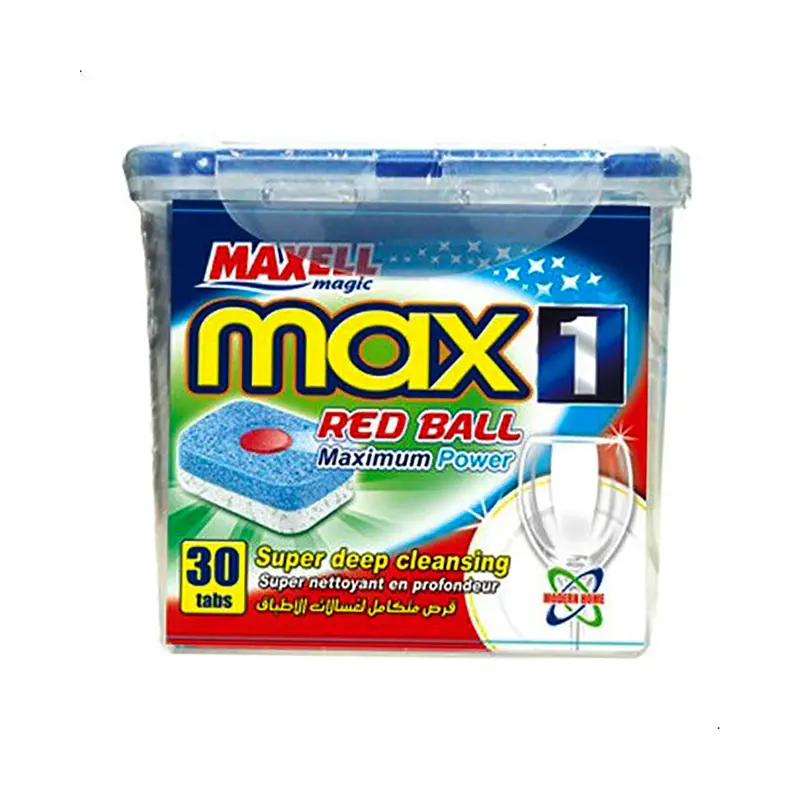 MAXELL
magic
max 1
RED BALL
Maximum Power
30
tabs
Super deep cleansing
Super nettoyant en profondeur
قرص متكامل لغسالات الاطباق
MODERN HOME